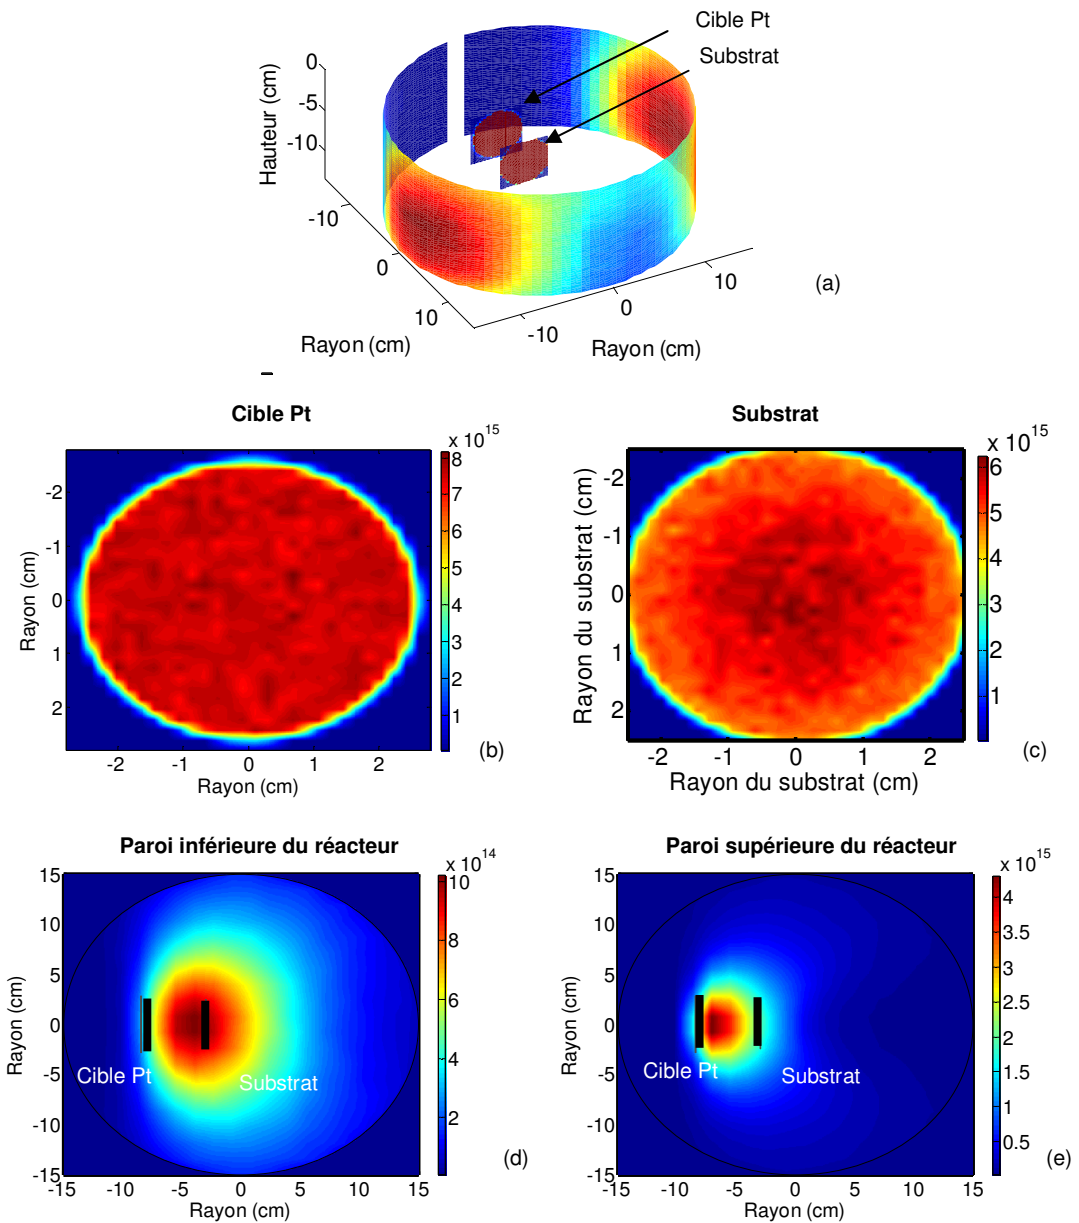 Cible Pt
Substrat
Hauteur (cm)
0
-5
-10
-10
0
10
Rayon (cm)
-10
0
10
Rayon (cm)
(a)
Cible Pt
x 10^15
8
7
6
5
4
3
2
1
-2
-1
0
1
2
Rayon (cm)
-2
-1
0
1
2
Rayon (cm)
(b)
Substrat
x 10^15
6
5
4
3
2
1
-2
-1
0
1
2
Rayon du substrat (cm)
-2
-1
0
1
2
Rayon du substrat (cm)
(c)
Paroi inférieure du réacteur
x 10^14
10
8
6
4
2
15
10
5
0
-5
-10
-15
Rayon (cm)
Cible Pt
Substrat
-15
-10
-5
0
5
10
15
Rayon (cm)
(d)
Paroi supérieure du réacteur
x 10^15
4
3.5
3
2.5
2
1.5
1
0.5
15
10
5
0
-5
-10
-15
Rayon (cm)
Cible Pt
Substrat
-15
-10
-5
0
5
10
15
Rayon (cm)
(e)